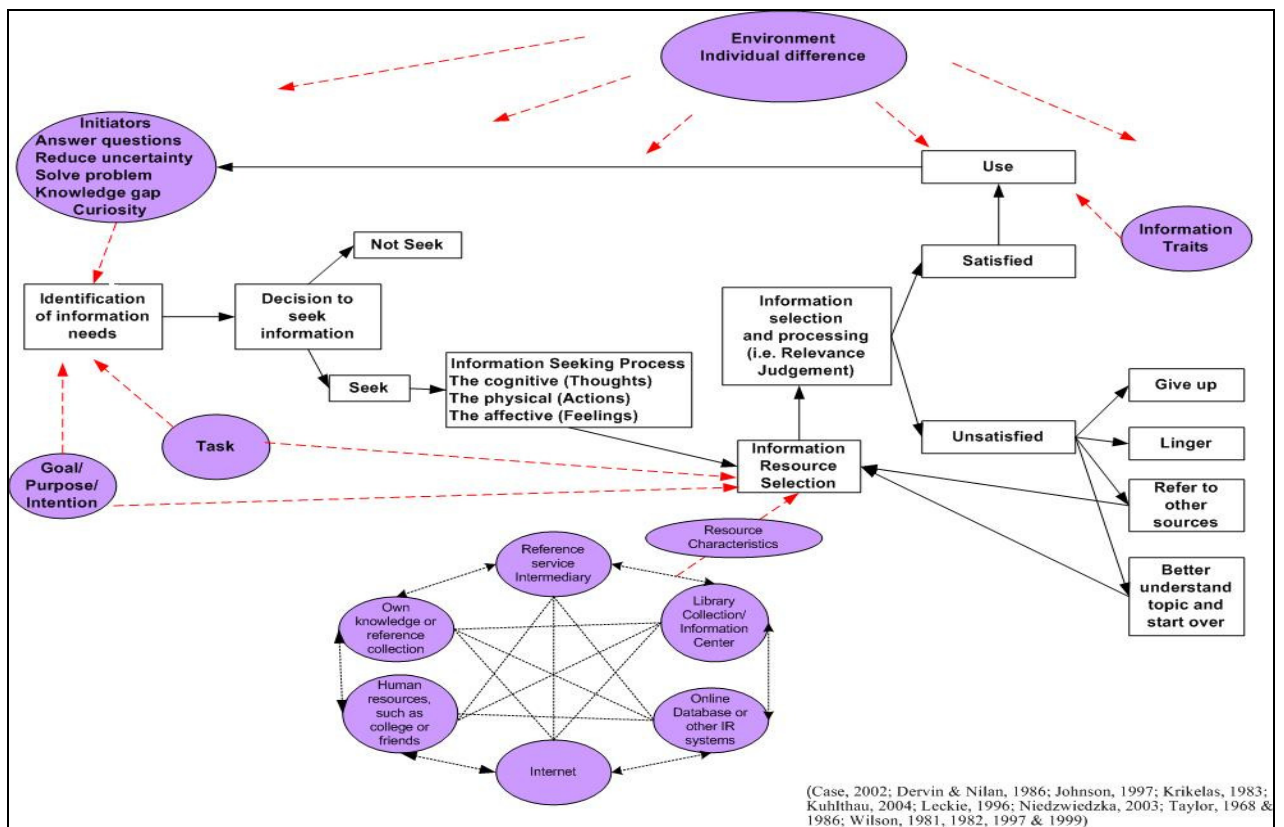 Environment
Individual difference
Initiators
Answer questions
Reduce uncertainty
Solve problem
Knowledge gap
Curiosity
Use
Information
Traits
Not Seek
Satisfied
Identification
of information
needs
Decision to
seek
information
Information
selection
and processing
(i.e. Relevance
Judgement)
Seek
Information Seeking Process
The cognitive (Thoughts)
The physical (Actions)
The affective (Feelings)
Give up
Unsatisfied
Linger
Task
Goal/
Purpose/
Intention
Information
Resource
Selection
Refer to
other
sources
Resource
Characteristics
Better
understand
topic and
start over
Reference
service
Intermediary
Own
knowledge or
reference
collection
Library
Collection/
Information
Center
Human
resources,
such as
college or
friends
Online
Database or
other IR
systems
Internet
(Case, 2002; Dervin & Nilan, 1986; Johnson, 1997; Krikelas, 1983;
Kuhlthau, 2004; Leckie, 1996; Niedzwiedzka, 2003; Taylor, 1968 &
1986; Wilson, 1981, 1982, 1997 & 1999)